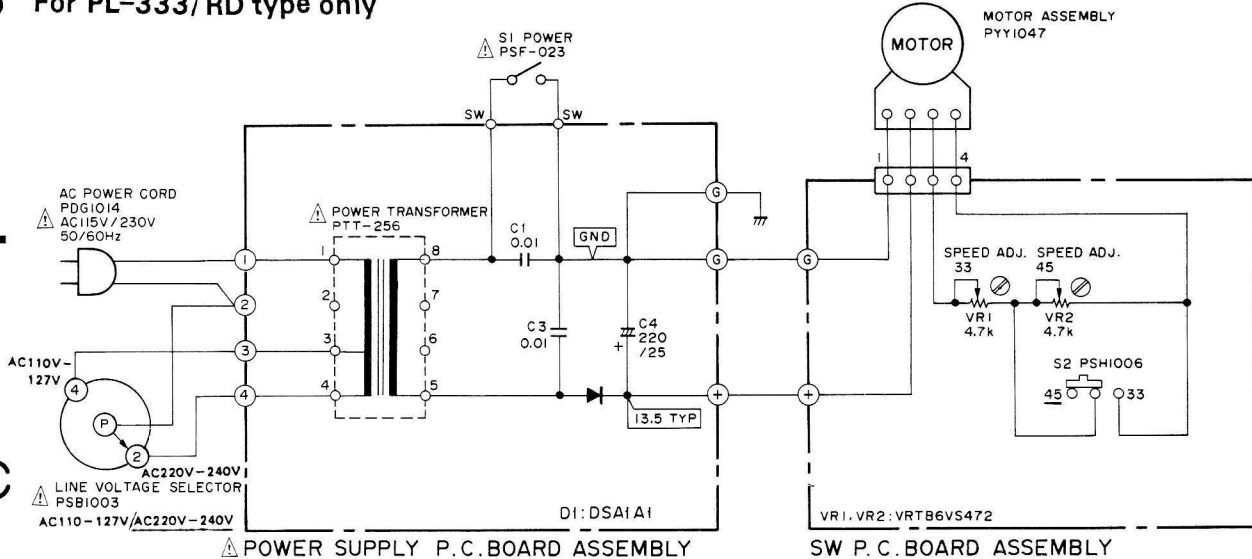 For PL-333/RD type only
S1 POWER
PSF-023
MOTOR
MOTOR ASSEMBLY
PYY1047
SW
SW
1
4
AC POWER CORD
PDG1014
AC115V/230V
50/60Hz
POWER TRANSFORMER
PTT-256
C1
0.01
GND
G
G
G
1
2
3
4
1
2
3
4
8
7
6
5
C3
0.01
C4
220
/25
+
SPEED ADJ.
33
SPEED ADJ.
45
VR1
4.7k
VR2
4.7k
S2 PSH1006
45
33
AC110V-
127V
4
P
2
+
+
13.5 TYP
AC220V-240V
LINE VOLTAGE SELECTOR
PSB1003
AC110-127V/AC220V-240V
D1:DSA1A1
VR1,VR2:VRTB6VS472
POWER SUPPLY P.C.BOARD ASSEMBLY
SW P.C.BOARD ASSEMBLY